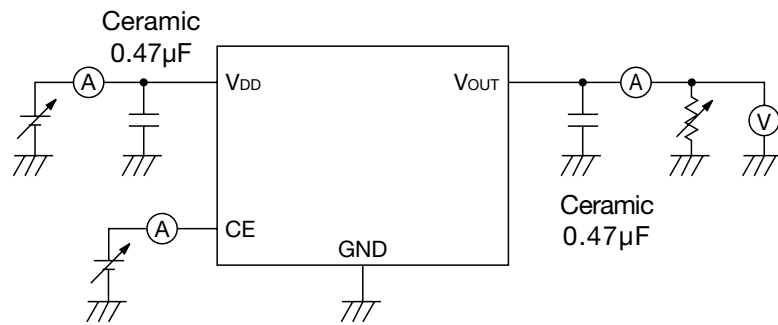 Ceramic
0.47µF
A
VDD
VOUT
A
V
A
CE
GND
Ceramic
0.47µF